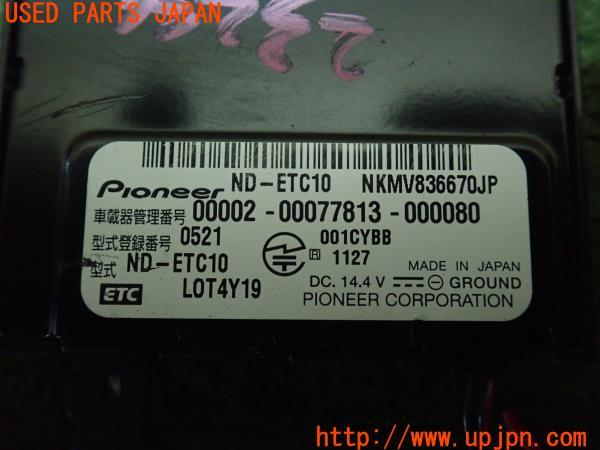 USED PARTS JAPAN
Pioneer ND-ETC10 NKMV836670JP
車載器管理番号 00002-00077813-000080
型式登録番号 0521 R 001CYBB
1127
型式 ND-ETC10 MADE IN JAPAN
ETC LOT4Y19 DC. 14.4 V GROUND
PIONEER CORPORATION
(U)
http://www.upjpn.com/